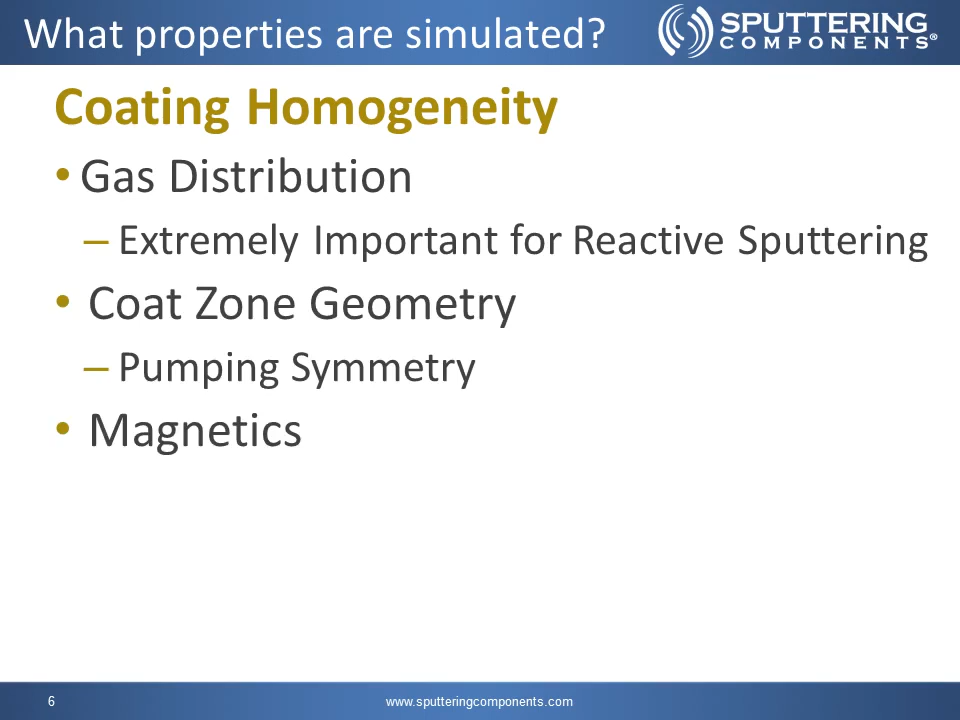 What properties are simulated?
SPUTTERING
COMPONENTS®
Coating Homogeneity
• Gas Distribution
– Extremely Important for Reactive Sputtering
• Coat Zone Geometry
– Pumping Symmetry
• Magnetics
6
www.sputteringcomponents.com